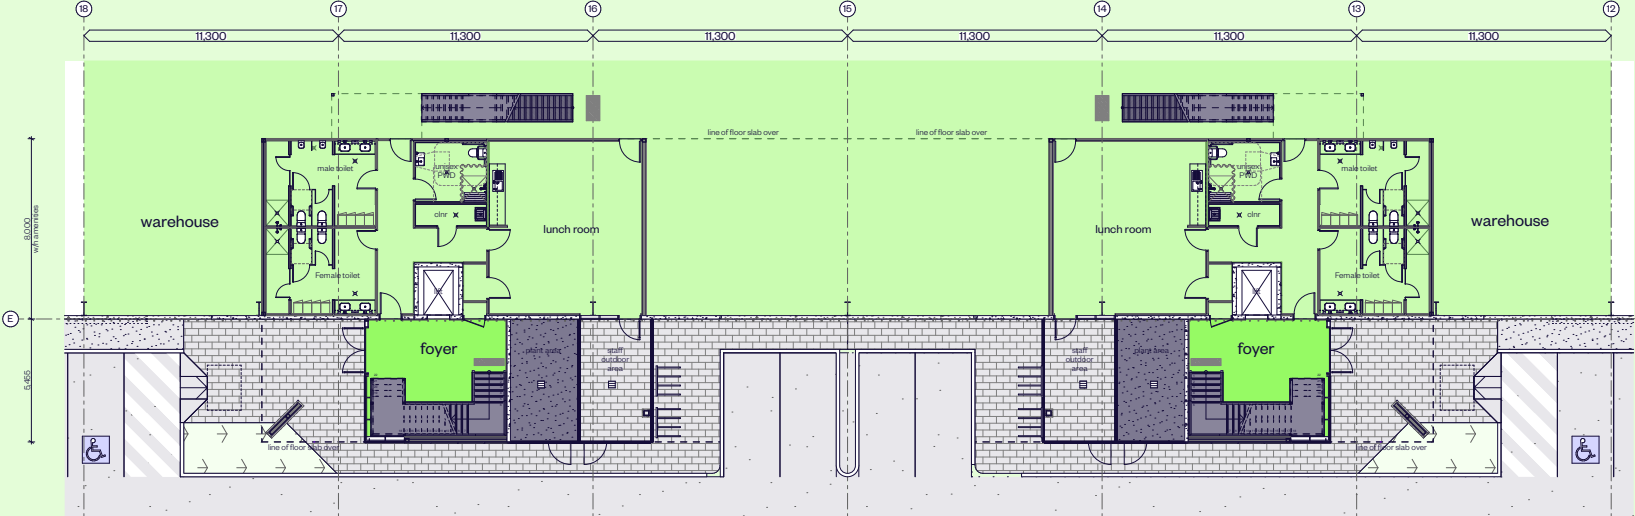 18 17 16 15 14 13 12
11,300 11,300 11,300 11,300 11,300 11,300
line of floor slab over line of floor slab over
male toilet unisex PWD unisex PWD male toilet
clnr clnr
warehouse lunch room lunch room warehouse
8,000
w/h amenities
Female toilet Female toilet
lift lift
E
foyer plant area staff outdoor area staff outdoor area plant area foyer
5,455
line of floor slab over line of floor slab over